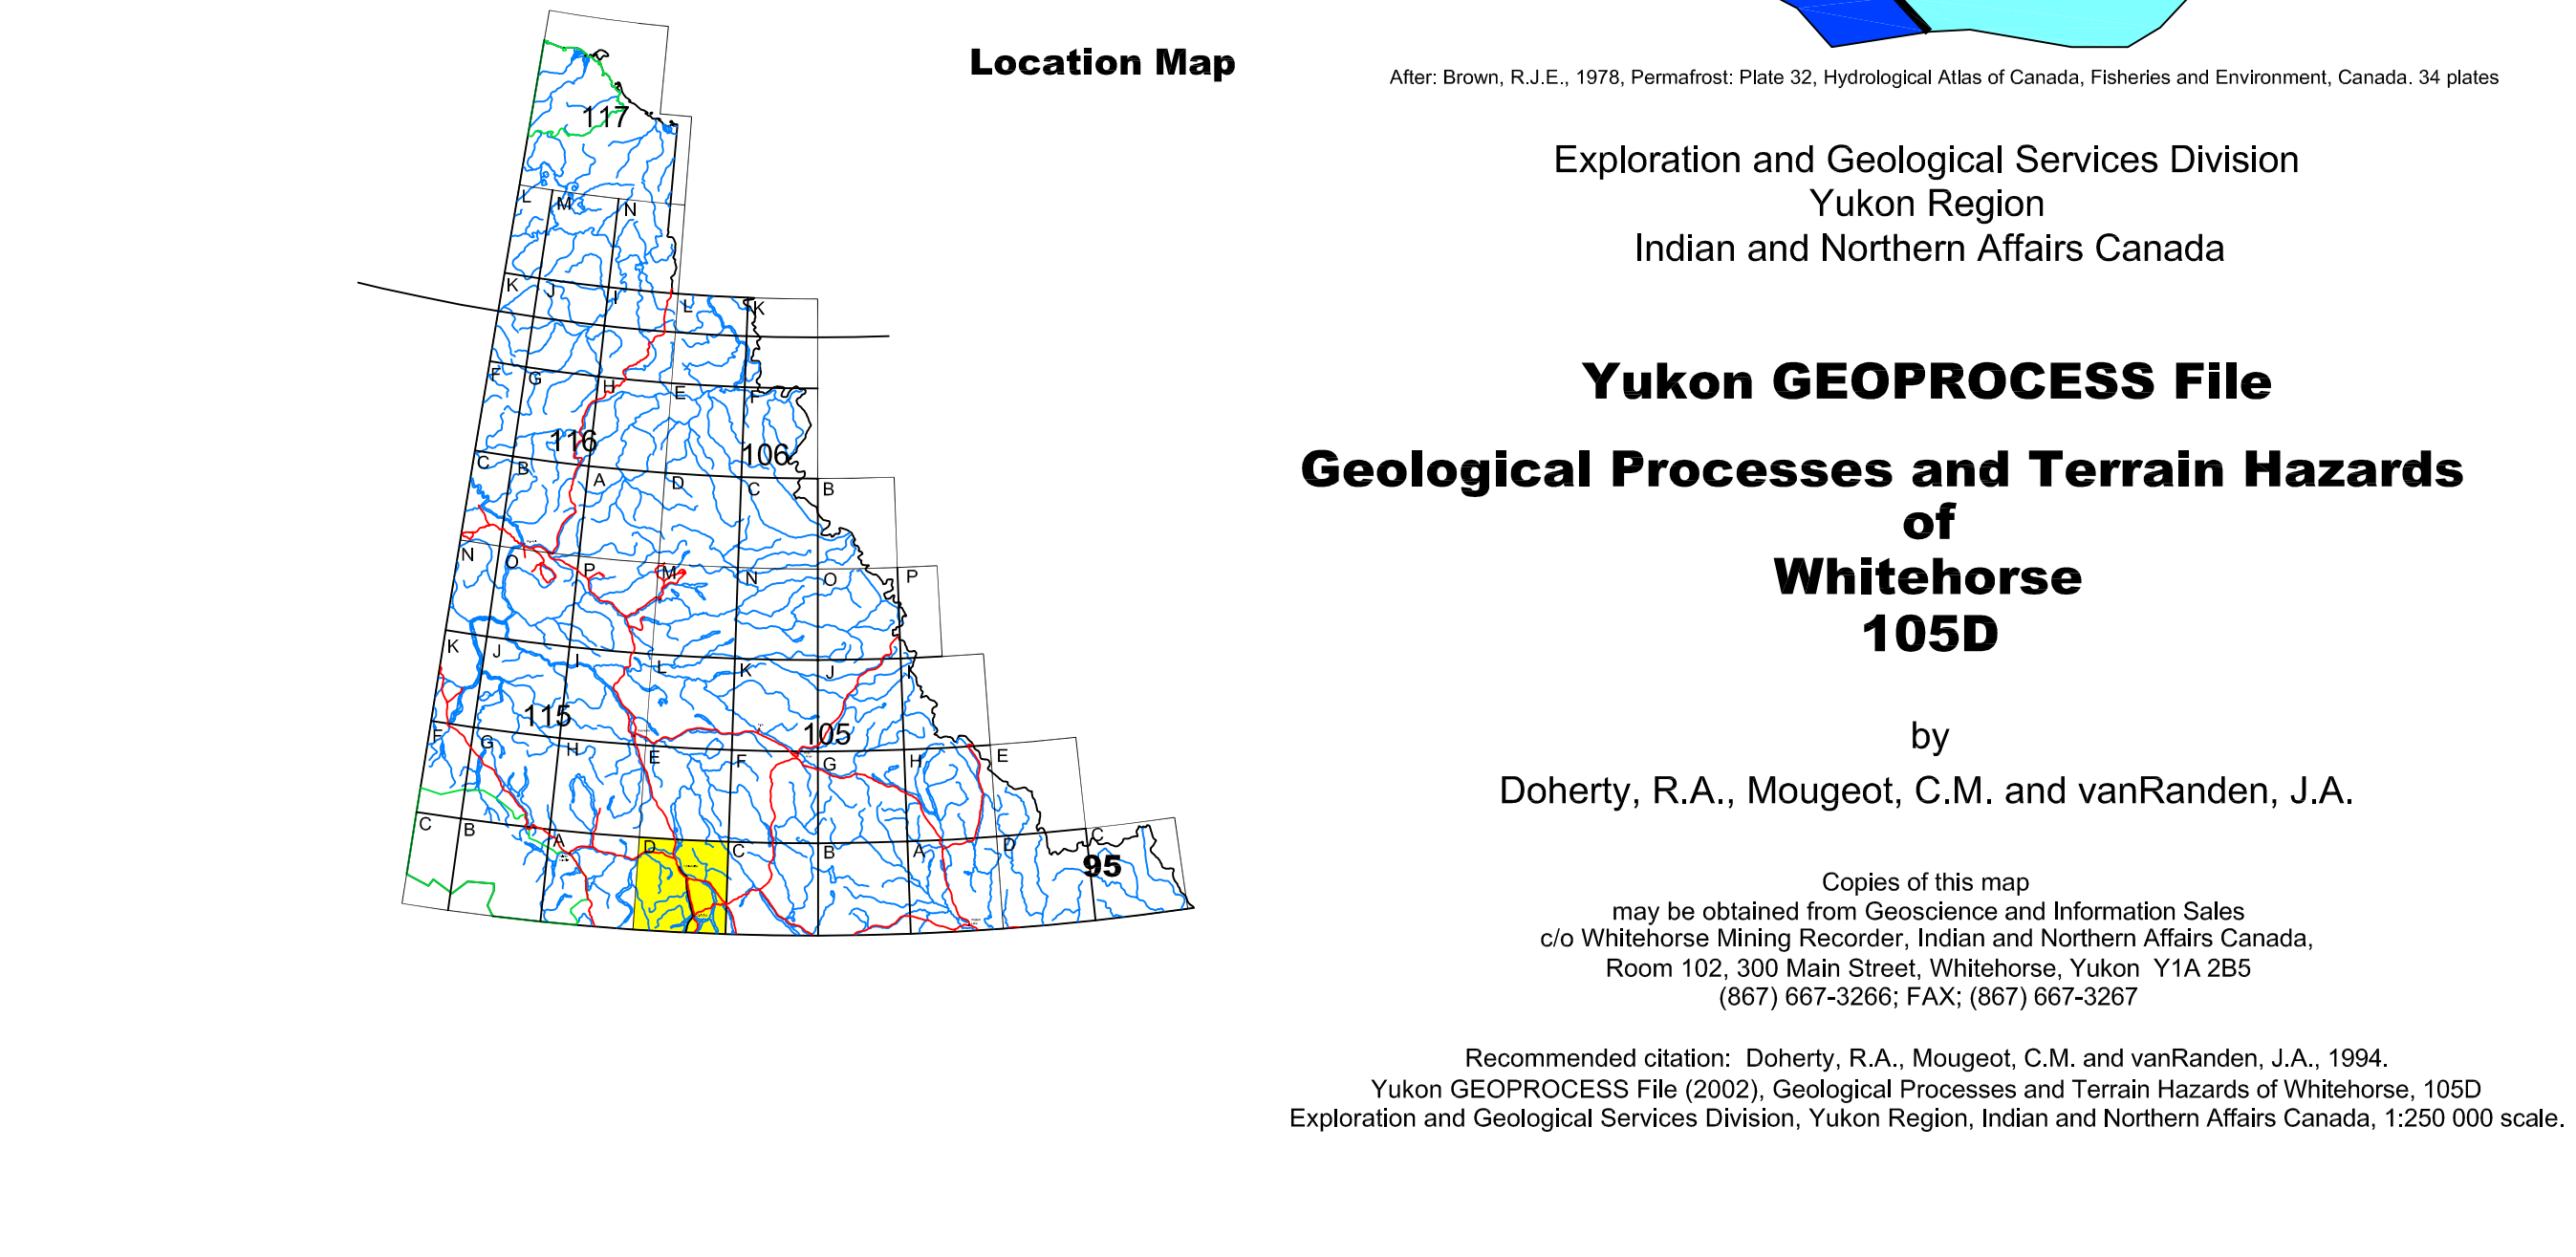 Location Map
117
L M N
K J I L K
F G H E F
116 106
C B A D C B
N O P M N O P
K J I L K J I
115 105
F G H E F G H E
C B A D C B A D C
95
After: Brown, R.J.E., 1978, Permafrost: Plate 32, Hydrological Atlas of Canada, Fisheries and Environment, Canada. 34 plates
Exploration and Geological Services Division
Yukon Region
Indian and Northern Affairs Canada
Yukon GEOPROCESS File
Geological Processes and Terrain Hazards
of
Whitehorse
105D
by
Doherty, R.A., Mougeot, C.M. and vanRanden, J.A.
Copies of this map
may be obtained from Geoscience and Information Sales
c/o Whitehorse Mining Recorder, Indian and Northern Affairs Canada,
Room 102, 300 Main Street, Whitehorse, Yukon  Y1A 2B5
(867) 667-3266; FAX; (867) 667-3267
Recommended citation:  Doherty, R.A., Mougeot, C.M. and vanRanden, J.A., 1994.
Yukon GEOPROCESS File (2002), Geological Processes and Terrain Hazards of Whitehorse, 105D
Exploration and Geological Services Division, Yukon Region, Indian and Northern Affairs Canada, 1:250 000 scale.